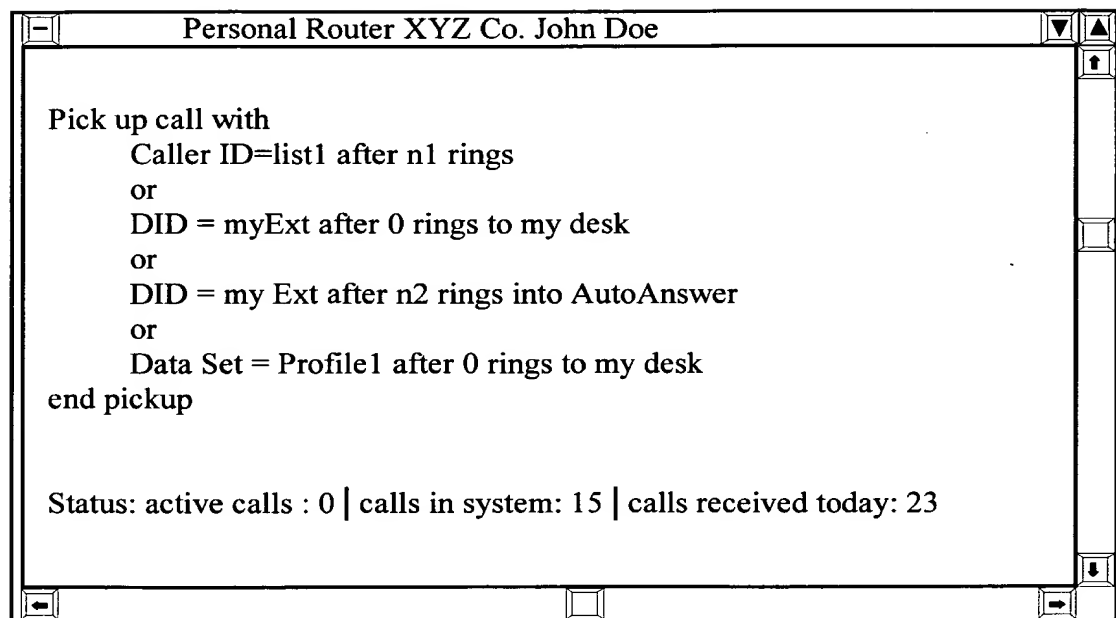 Personal Router XYZ Co. John Doe
Pick up call with
Caller ID=list1 after n1 rings
or
DID = myExt after 0 rings to my desk
or
DID = my Ext after n2 rings into AutoAnswer
or
Data Set = Profile1 after 0 rings to my desk
end pickup
Status: active calls : 0 | calls in system: 15 | calls received today: 23